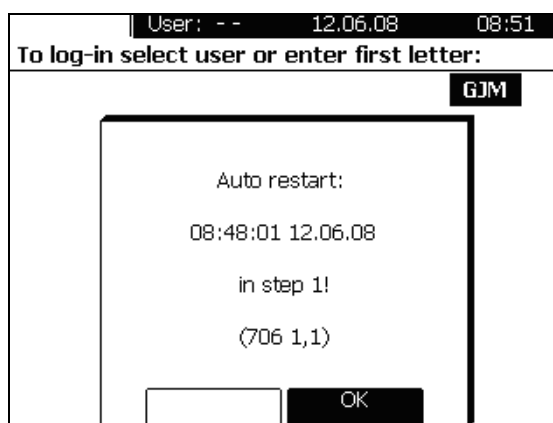 User: - - 12.06.08 08:51
To log-in select user or enter first letter:
GJM
Auto restart:
08:48:01 12.06.08
in step 1!
(706 1,1)
OK